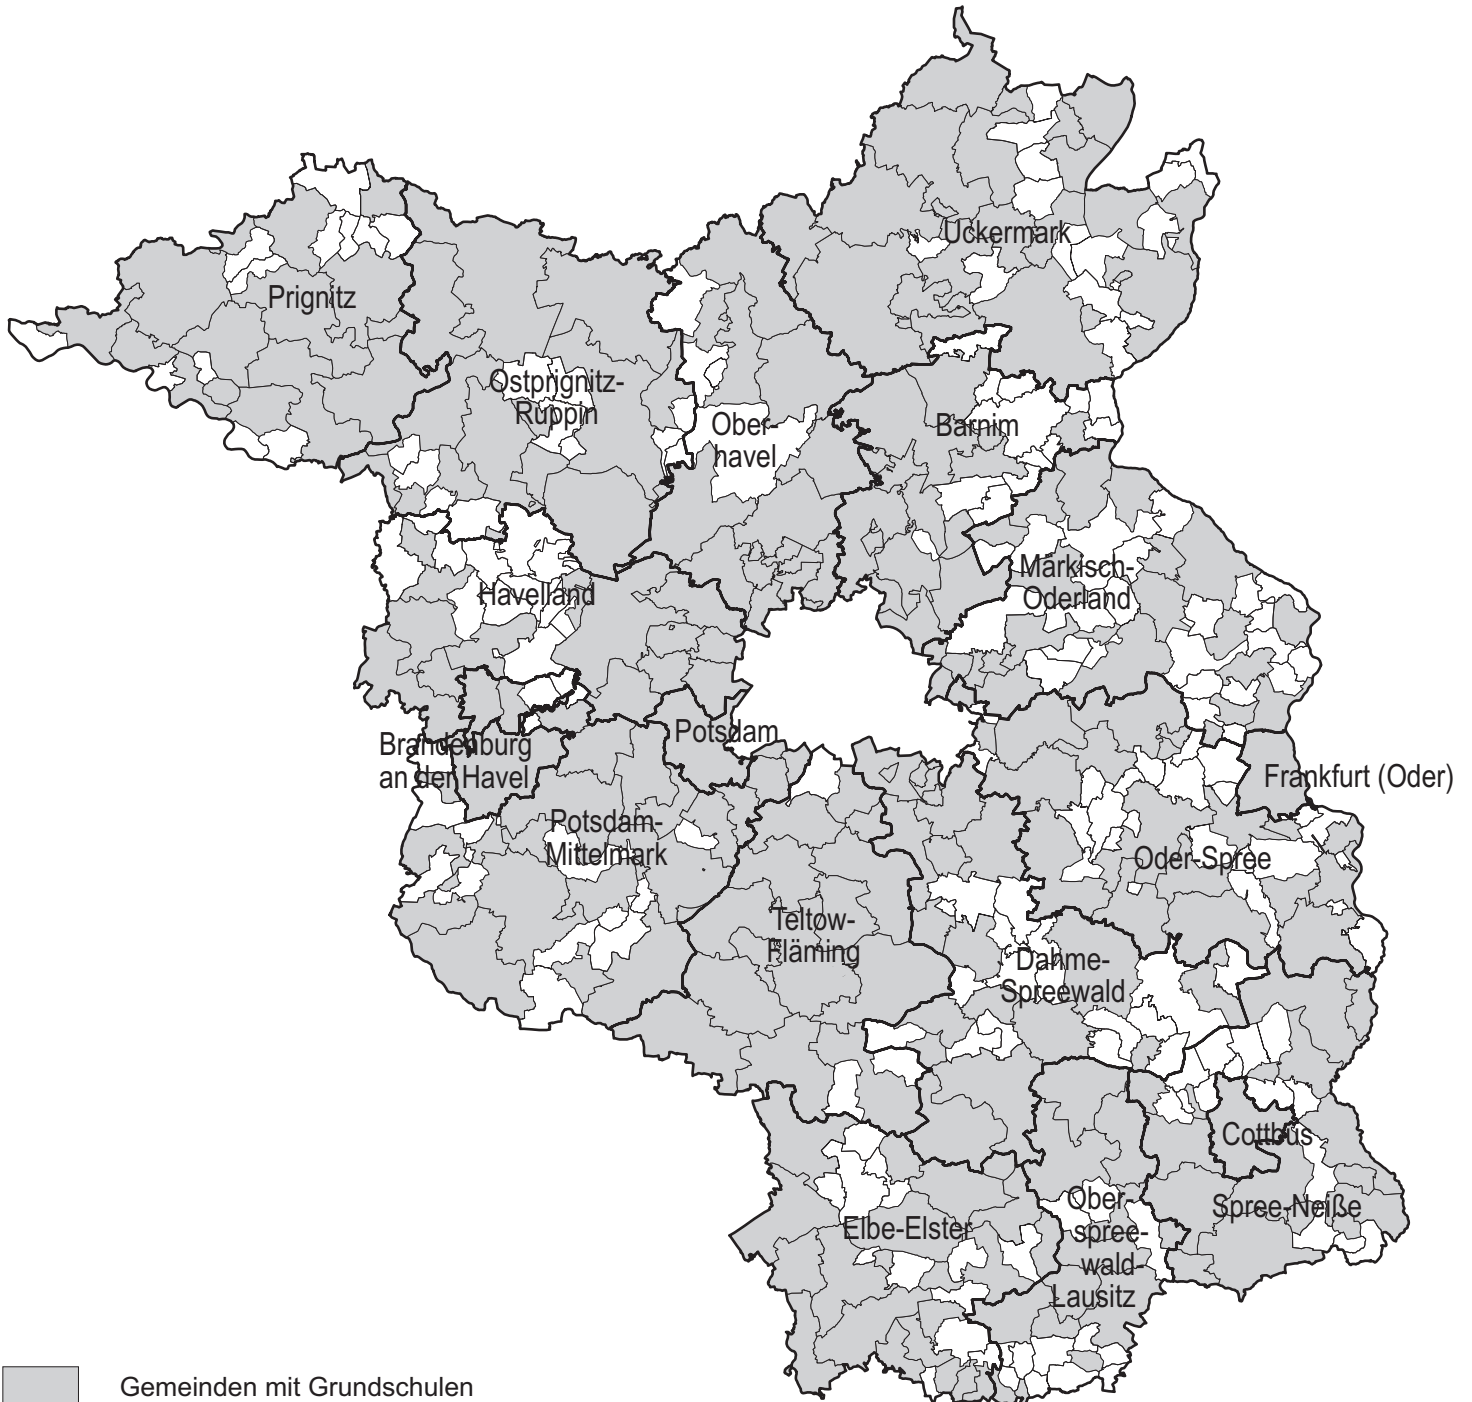 Uckermark
Prignitz
Ostprignitz-
Ruppin
Ober-
havel
Barnim
Märkisch-
Oderland
Havelland
Potsdam
Brandenburg
an der Havel
Frankfurt (Oder)
Potsdam-
Mittelmark
Oder-Spree
Teltow-
Fläming
Dahme-
Spreewald
Cottbus
Ober-
spree-
wald-
Lausitz
Spree-Neiße
Elbe-Elster
Gemeinden mit Grundschulen